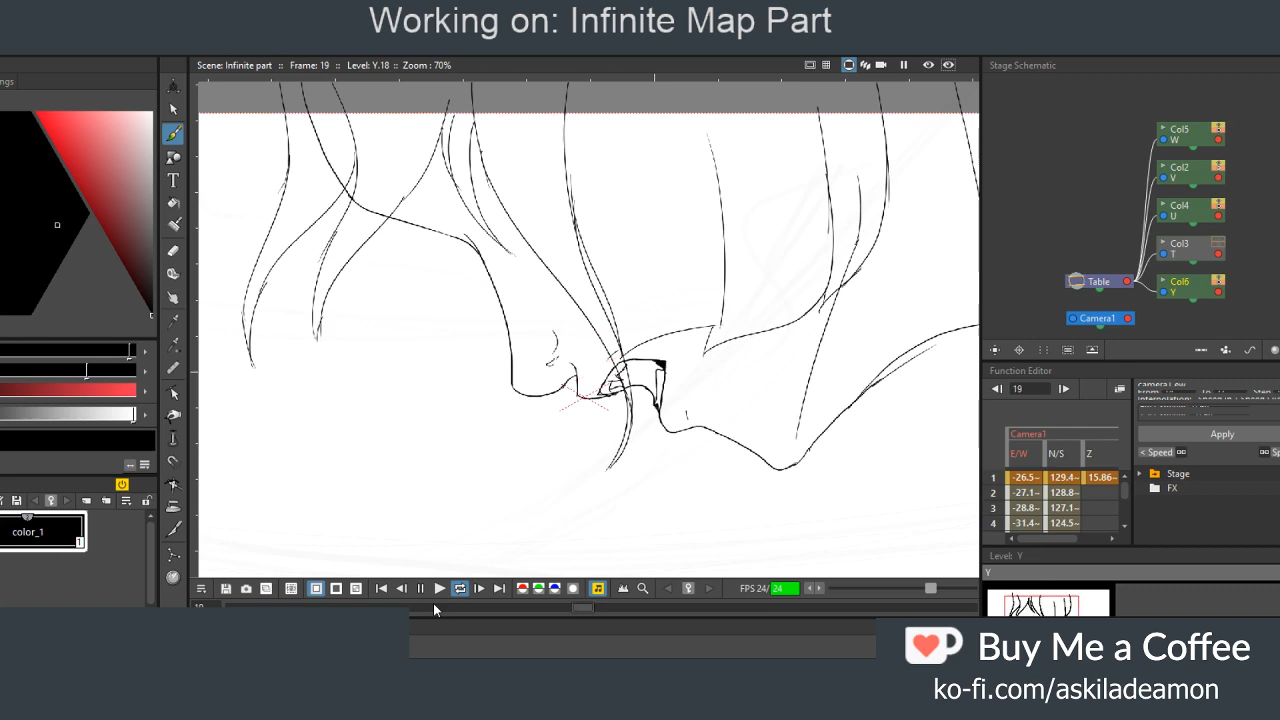 Working on: Infinite Map Part
ngs
Scene: Infinite part :: Frame: 19 :: Level: Y.18 :: Zoom : 70%
Stage Schematic
Col5
W
Col2
V
Col4
U
Col3
T
Table
Col6
Y
Camera1
Function Editor
19
Camera1
E/W N/S Z
1 -26.5~ 129.4~ 15.86~
2 -27.1~ 128.8~
3 -28.8~ 127.1~
4 -31.4~ 124.5~
Apply
< Speed
Sp
Stage
FX
color_1
1
Level: Y
Y
FPS 24/ 24
Buy Me a Coffee
ko-fi.com/askiladeamon